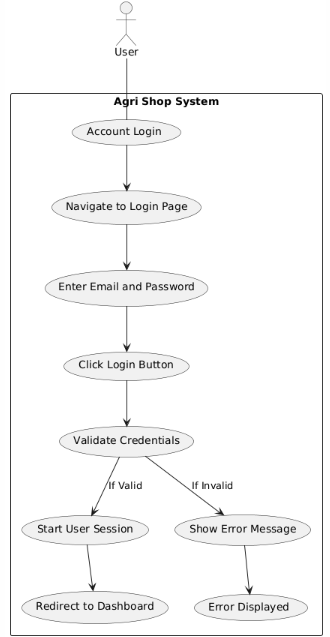 User
Agri Shop System
Account Login
Navigate to Login Page
Enter Email and Password
Click Login Button
Validate Credentials
If Valid
If Invalid
Start User Session
Show Error Message
Redirect to Dashboard
Error Displayed